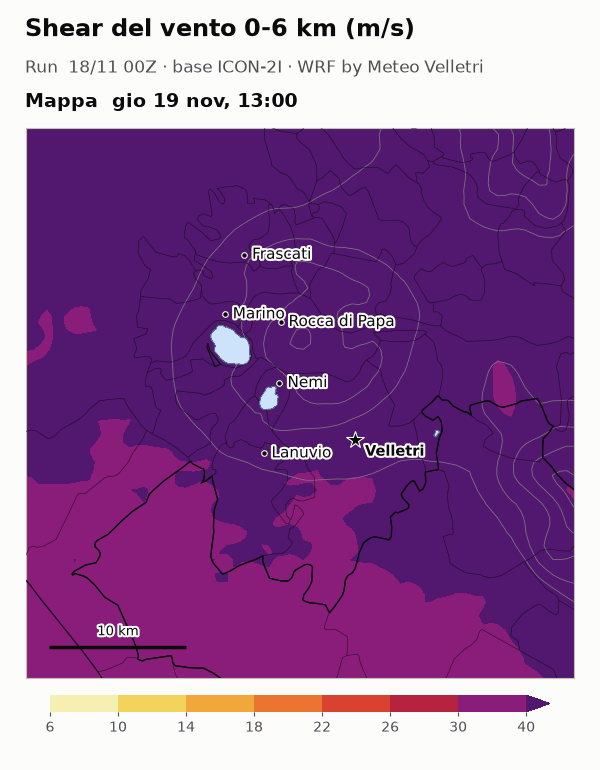 Shear del vento 0-6 km (m/s)
Run  18/11 00Z · base ICON-2I · WRF by Meteo Velletri
Mappa  gio 19 nov, 13:00
Frascati
Marino
Rocca di Papa
Nemi
Velletri
Lanuvio
10 km
6 10 14 18 22 26 30 40